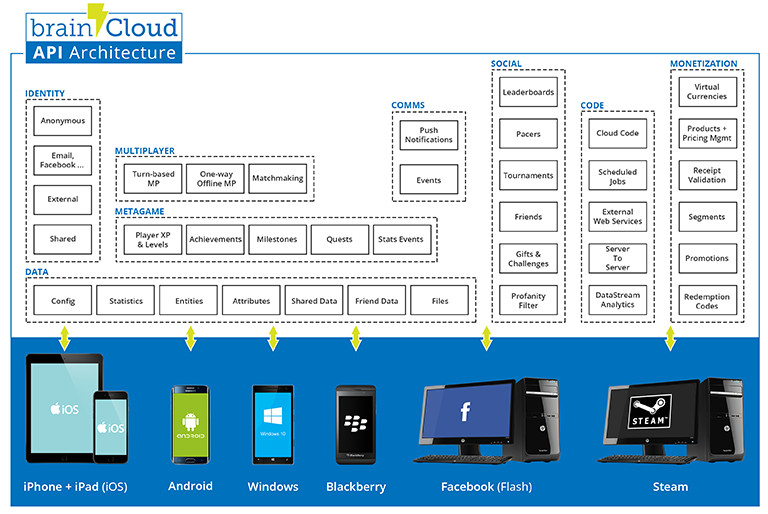 brainCloud
API Architecture
IDENTITY
Anonymous
Email,
Facebook ...
External
Shared
MULTIPLAYER
Turn-based
MP
One-way
Offline MP
Matchmaking
METAGAME
Player XP
& Levels
Achievements
Milestones
Quests
Stats Events
COMMS
Push
Notifications
Events
SOCIAL
Leaderboards
Pacers
Tournaments
Friends
Gifts &
Challenges
Profanity
Filter
CODE
Cloud Code
Scheduled
Jobs
External
Web Services
Server
To
Server
DataStream
Analytics
MONETIZATION
Virtual
Currencies
Products +
Pricing Mgmt
Receipt
Validation
Segments
Promotions
Redemption
Codes
DATA
Config
Statistics
Entities
Attributes
Shared Data
Friend Data
Files
iOS
iOS
ANDROID
Windows 10
f
STEAM™
iPhone + iPad (iOS)
Android
Windows
Blackberry
Facebook (Flash)
Steam